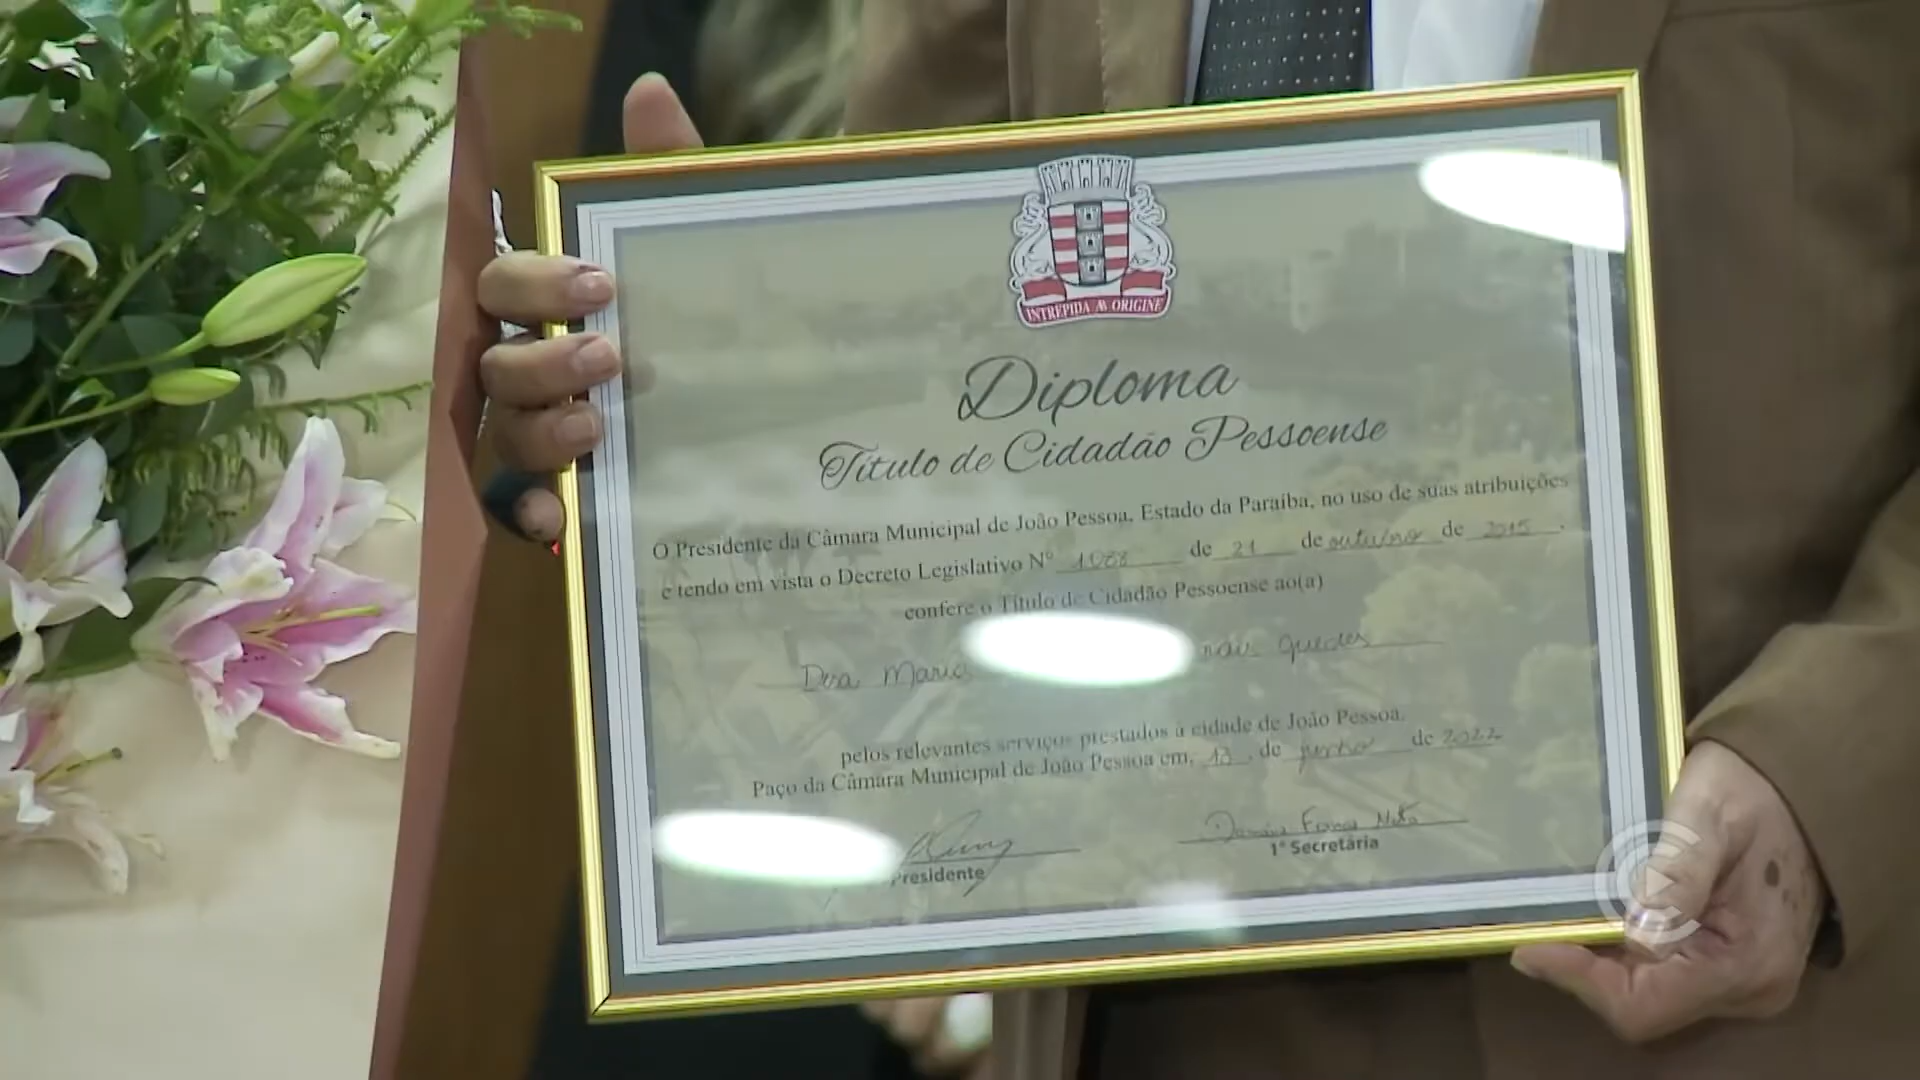 INTREPIDA AB ORIGINE
Diploma
Título de Cidadão Pessoense
O Presidente da Câmara Municipal de João Pessoa, Estado da Paraíba, no uso de suas atribuições
e tendo em vista o Decreto Legislativo Nº 1088 de 21 de outubro de 2015.
confere o Título de Cidadão Pessoense ao(a)
Dra Maria Guedes
pelos relevantes serviços prestados à cidade de João Pessoa.
Paço da Câmara Municipal de João Pessoa em, 13, de junho de 2022
Presidente
1ª Secretária